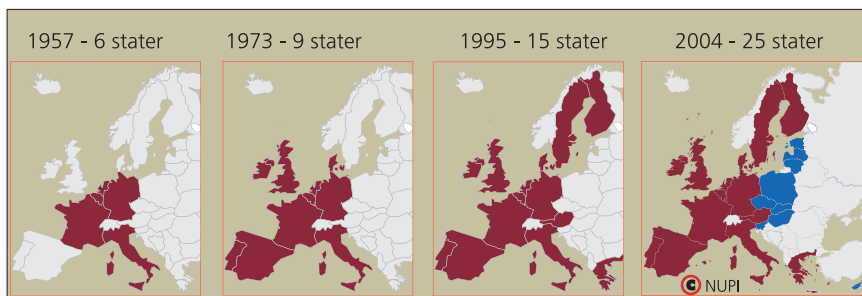 1957 - 6 stater
1973 - 9 stater
1995 - 15 stater
2004 - 25 stater
C NUPI